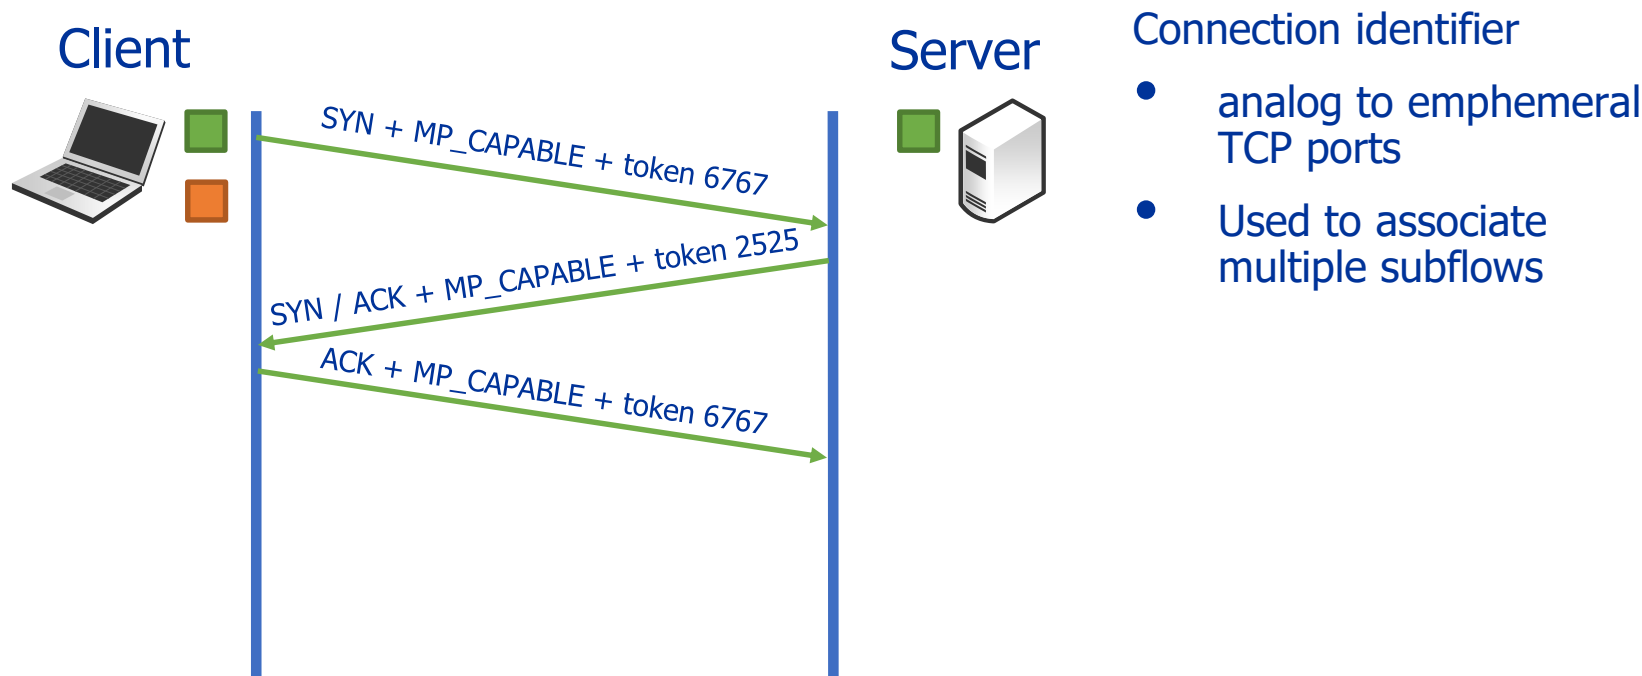 Client
Server
SYN + MP_CAPABLE + token 6767
SYN / ACK + MP_CAPABLE + token 2525
ACK + MP_CAPABLE + token 6767
Connection identifier
• analog to emphemeral
TCP ports
• Used to associate
multiple subflows